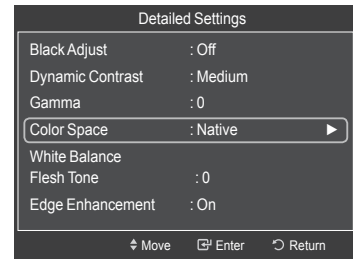 Detailed Settings
Black Adjust : Off
Dynamic Contrast : Medium
Gamma : 0
Color Space : Native ►
White Balance
Flesh Tone : 0
Edge Enhancement : On
Move Enter Return